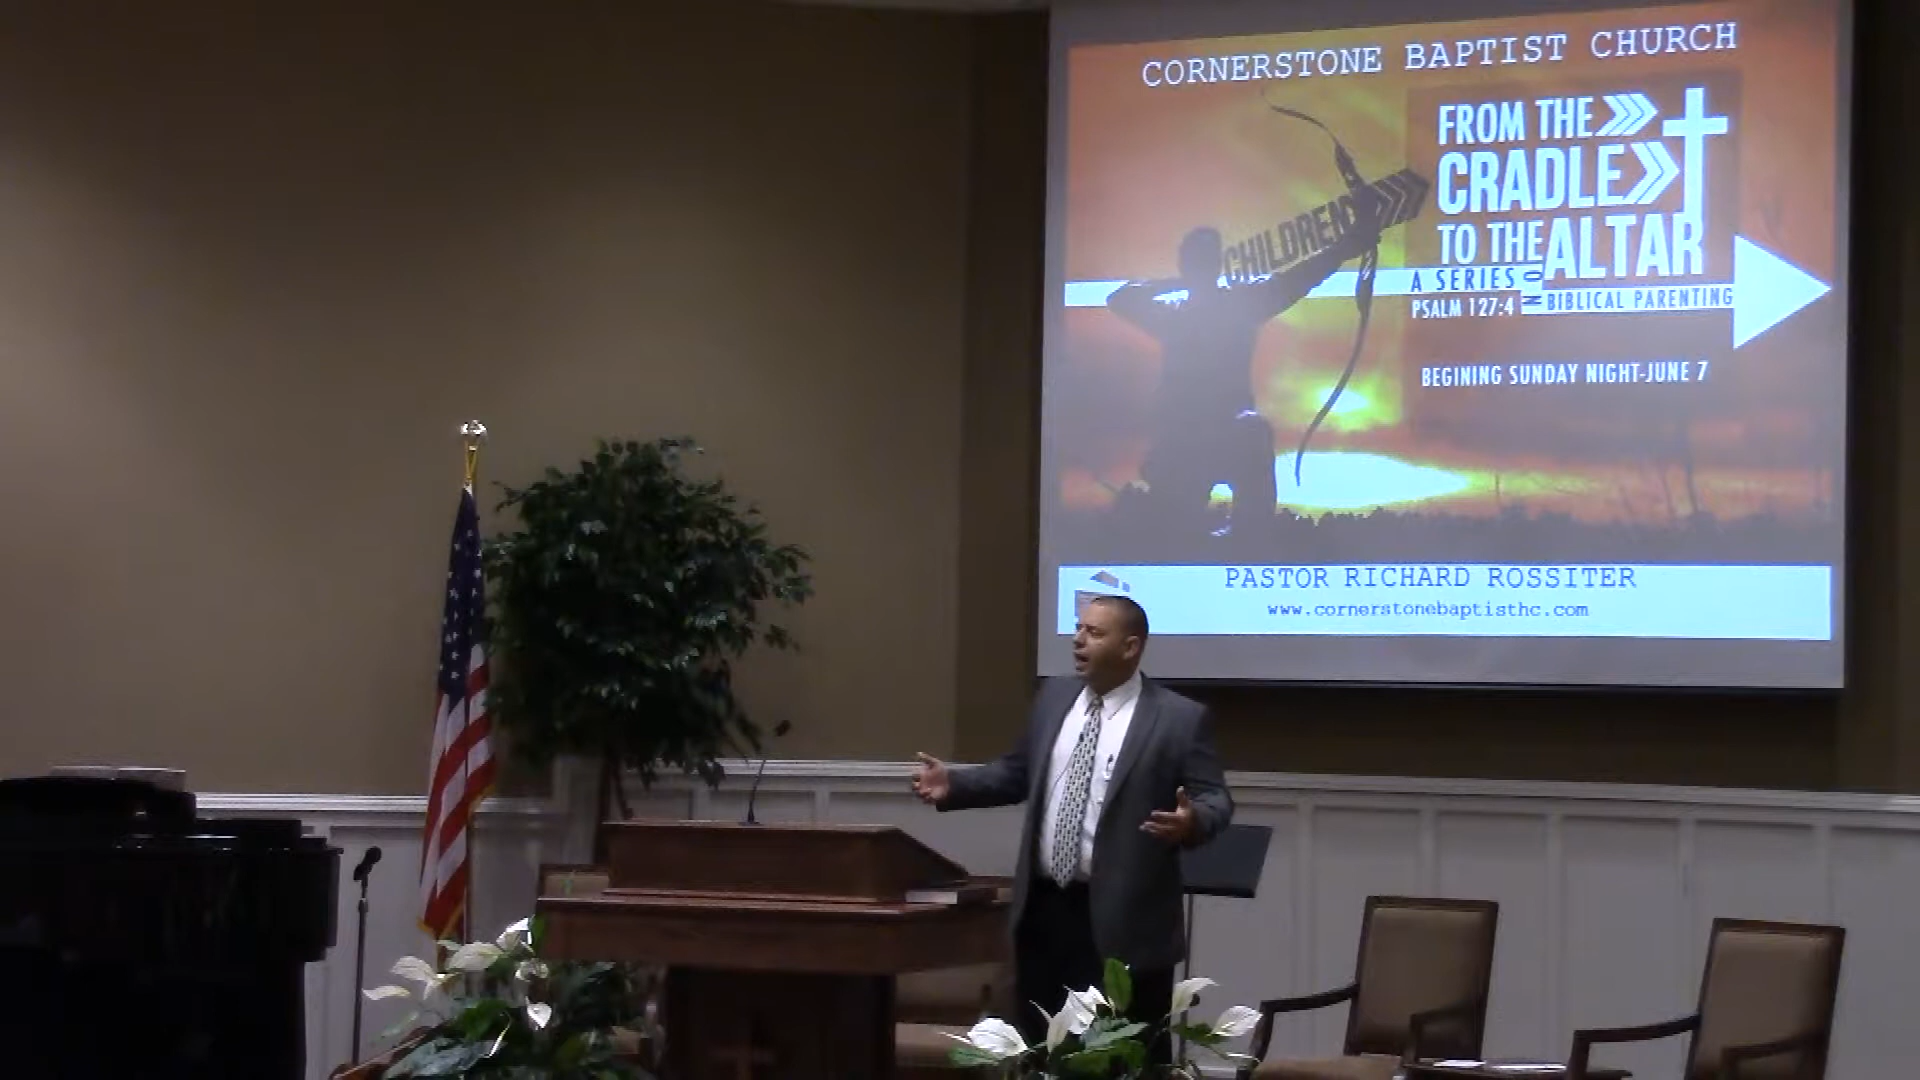 CORNERSTONE BAPTIST CHURCH
FROM THE
CRADLE
TO THE ALTAR
CHILDREN
A SERIES ON BIBLICAL PARENTING
PSALM 127:4
BEGINING SUNDAY NIGHT-JUNE 7
PASTOR RICHARD ROSSITER
www.cornerstonebaptisthc.com